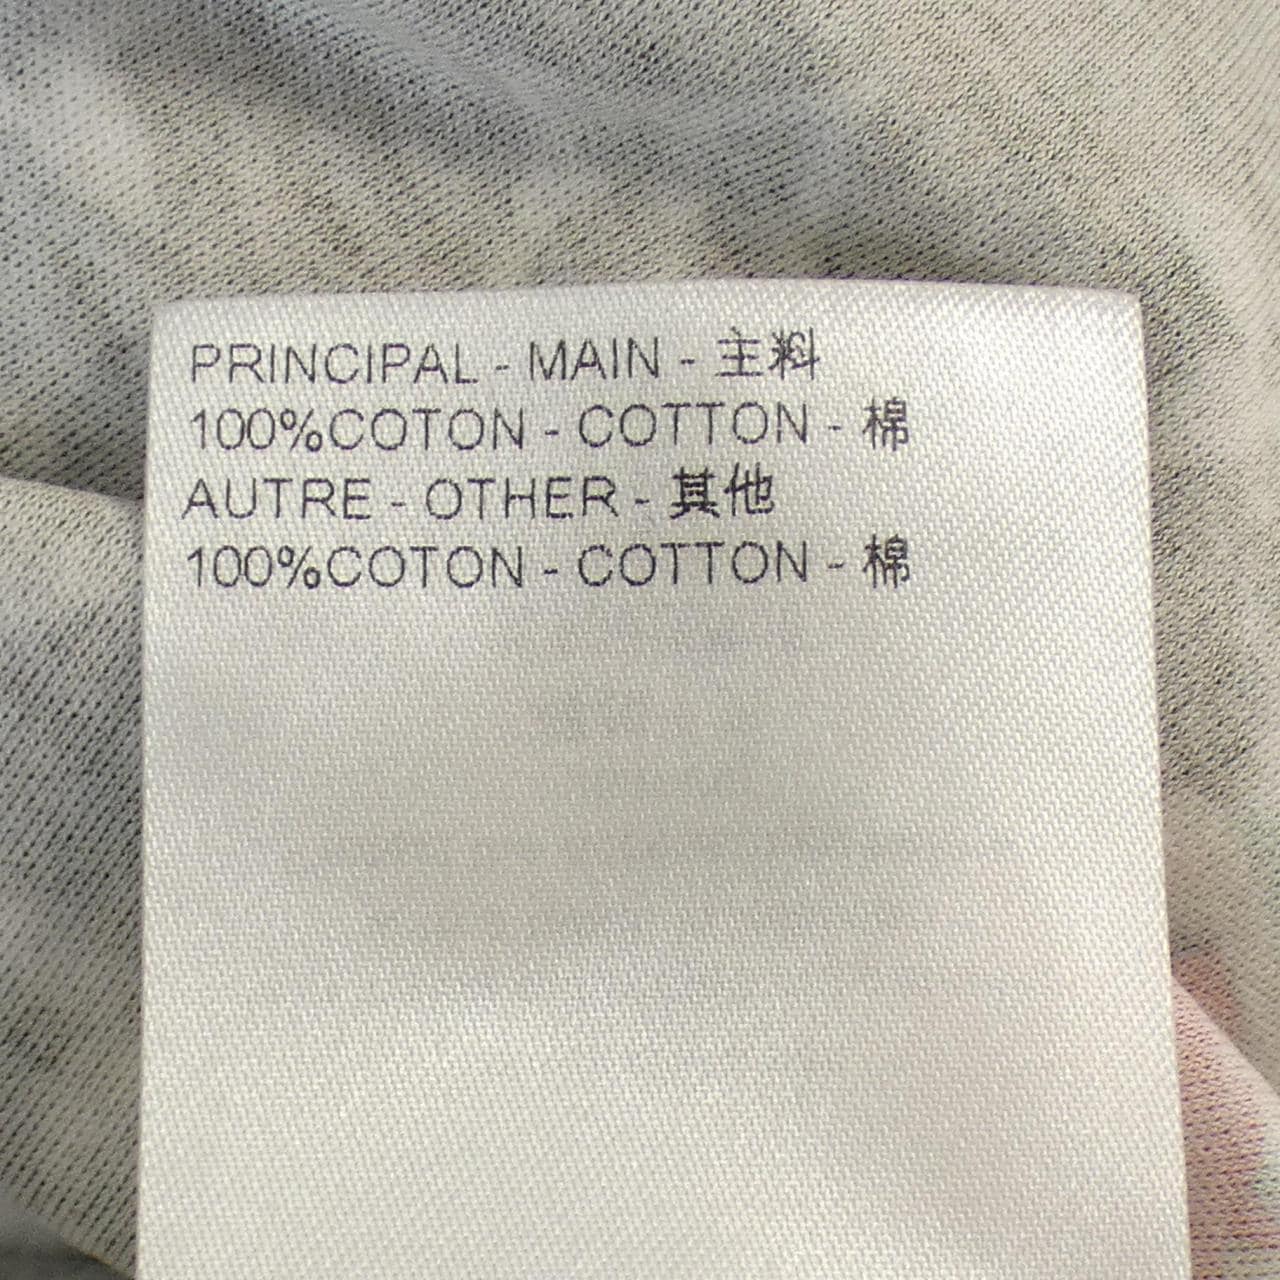 PRINCIPAL - MAIN - 主料
100%COTON - COTTON - 棉
AUTRE - OTHER - 其他
100%COTON - COTTON - 棉